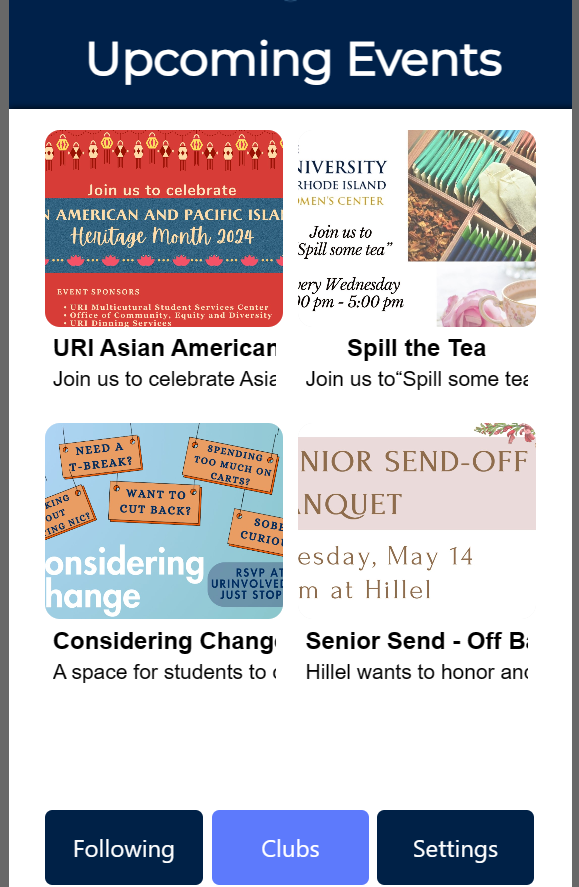 Upcoming Events
Join us to celebrate
N AMERICAN AND PACIFIC ISLA
Heritage Month 2024
EVENT SPONSORS
• URI Multicutural Student Services Center
• Office of Community, Equity and Diversity
• URI Dinning Services
URI Asian American
Join us to celebrate Asia
NIVERSITY
RHODE ISLAND
OMEN'S CENTER
Join us to
Spill some tea”
very Wednesday
00 pm - 5:00 pm
Spill the Tea
Join us to“Spill some tea
NEED A
T-BREAK?
SPENDING
TOO MUCH ON
CARTS?
KING
OUT
ING NIC?
WANT TO
CUT BACK?
SOBE
CURIOU
onsidering
hange
RSVP AT
URINVOLVED
JUST STOP
Considering Change
A space for students to c
NIOR SEND-OFF
ANQUET
esday, May 14
m at Hillel
Senior Send - Off Ba
Hillel wants to honor and
Following
Clubs
Settings